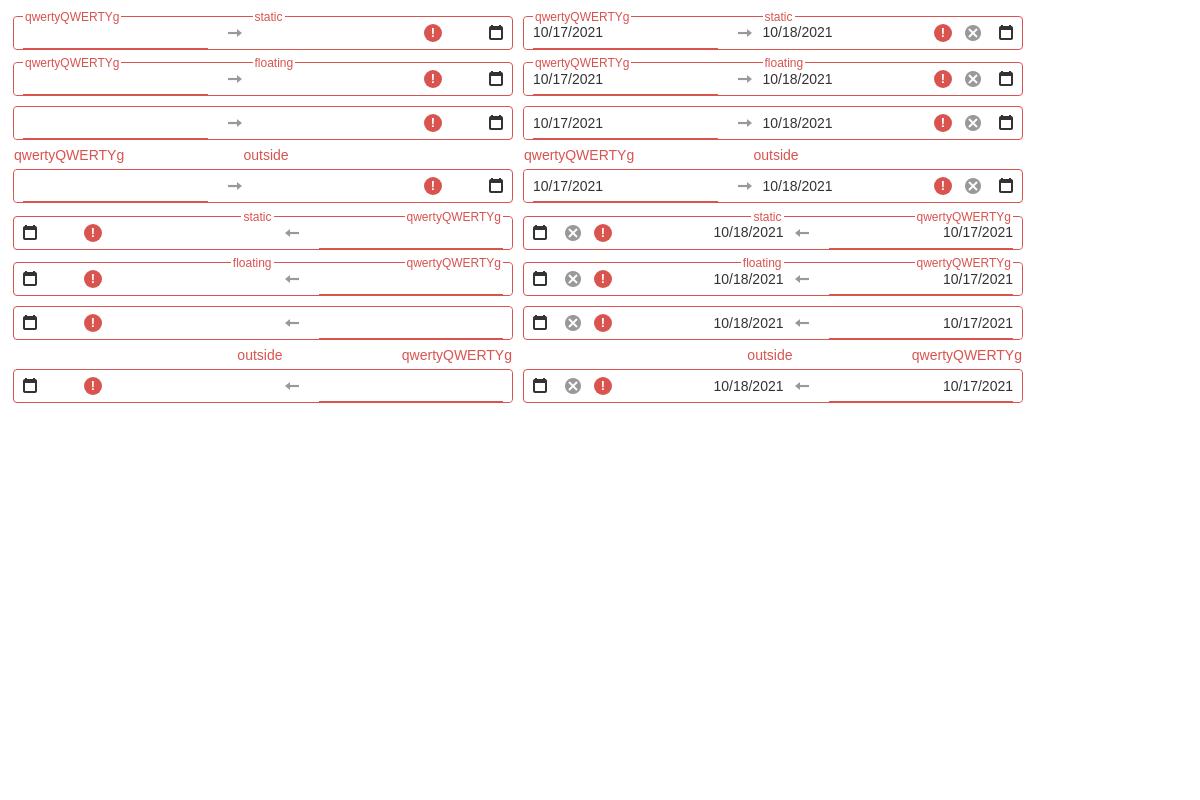 qwertyQWERTYg static qwertyQWERTYg static
! 10/17/2021 10/18/2021 !
qwertyQWERTYg floating qwertyQWERTYg floating
! 10/17/2021 10/18/2021 !
! 10/17/2021 10/18/2021 !
qwertyQWERTYg outside qwertyQWERTYg outside
! 10/17/2021 10/18/2021 !
static qwertyQWERTYg static qwertyQWERTYg
! ! 10/18/2021 10/17/2021
floating qwertyQWERTYg floating qwertyQWERTYg
! ! 10/18/2021 10/17/2021
! ! 10/18/2021 10/17/2021
outside qwertyQWERTYg outside qwertyQWERTYg
! ! 10/18/2021 10/17/2021